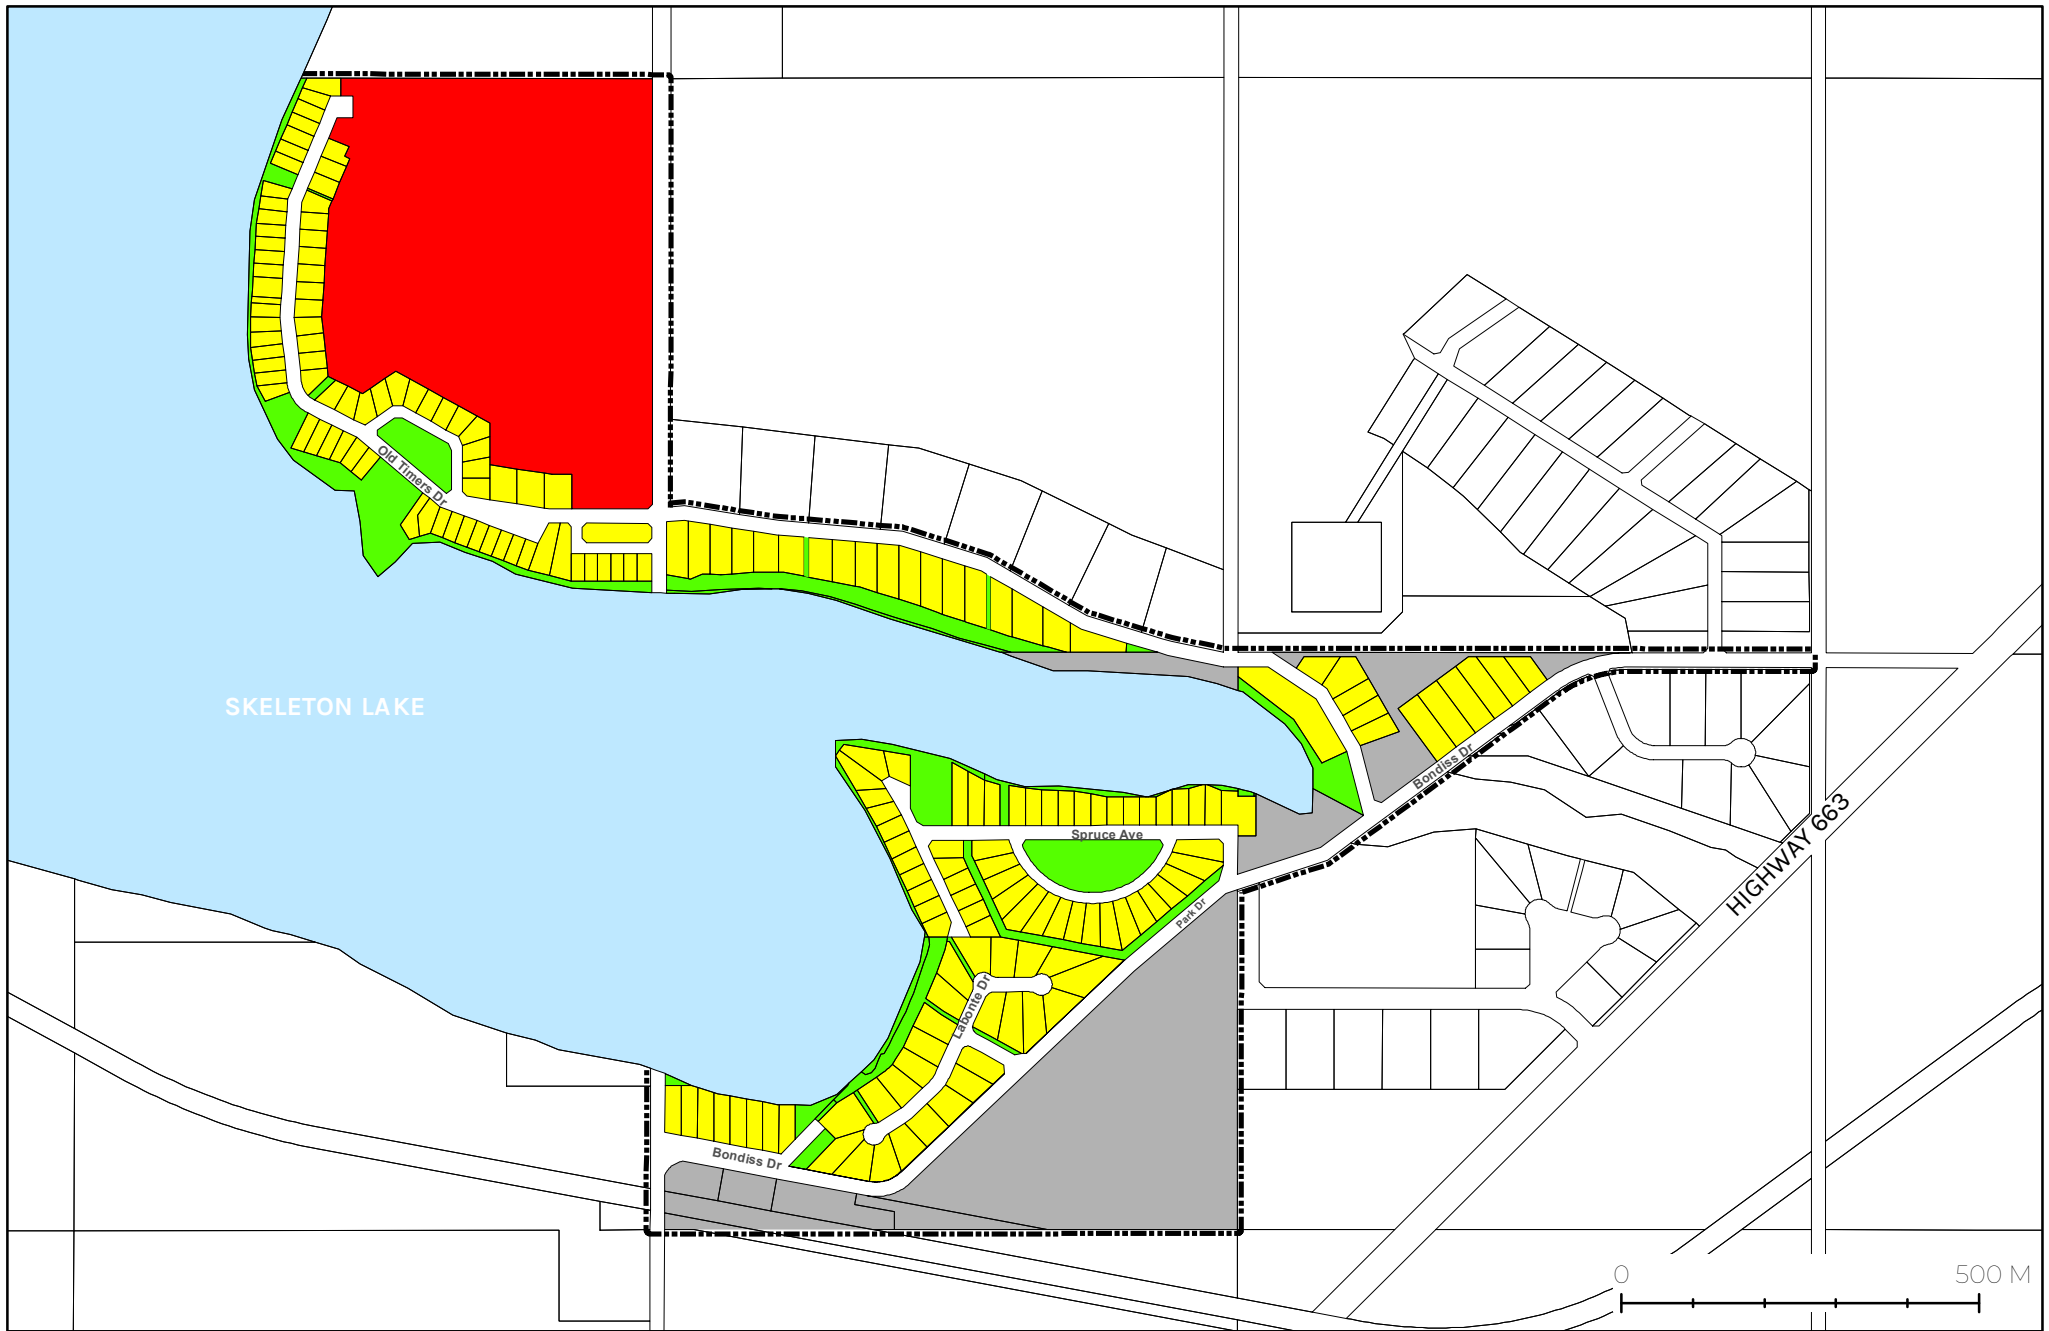 Old Timers Dr
SKELETON LAKE
Bondiss Dr
Spruce Ave
HIGHWAY 663
Park Dr
Labonte Dr
Bondiss Dr
0 500 M